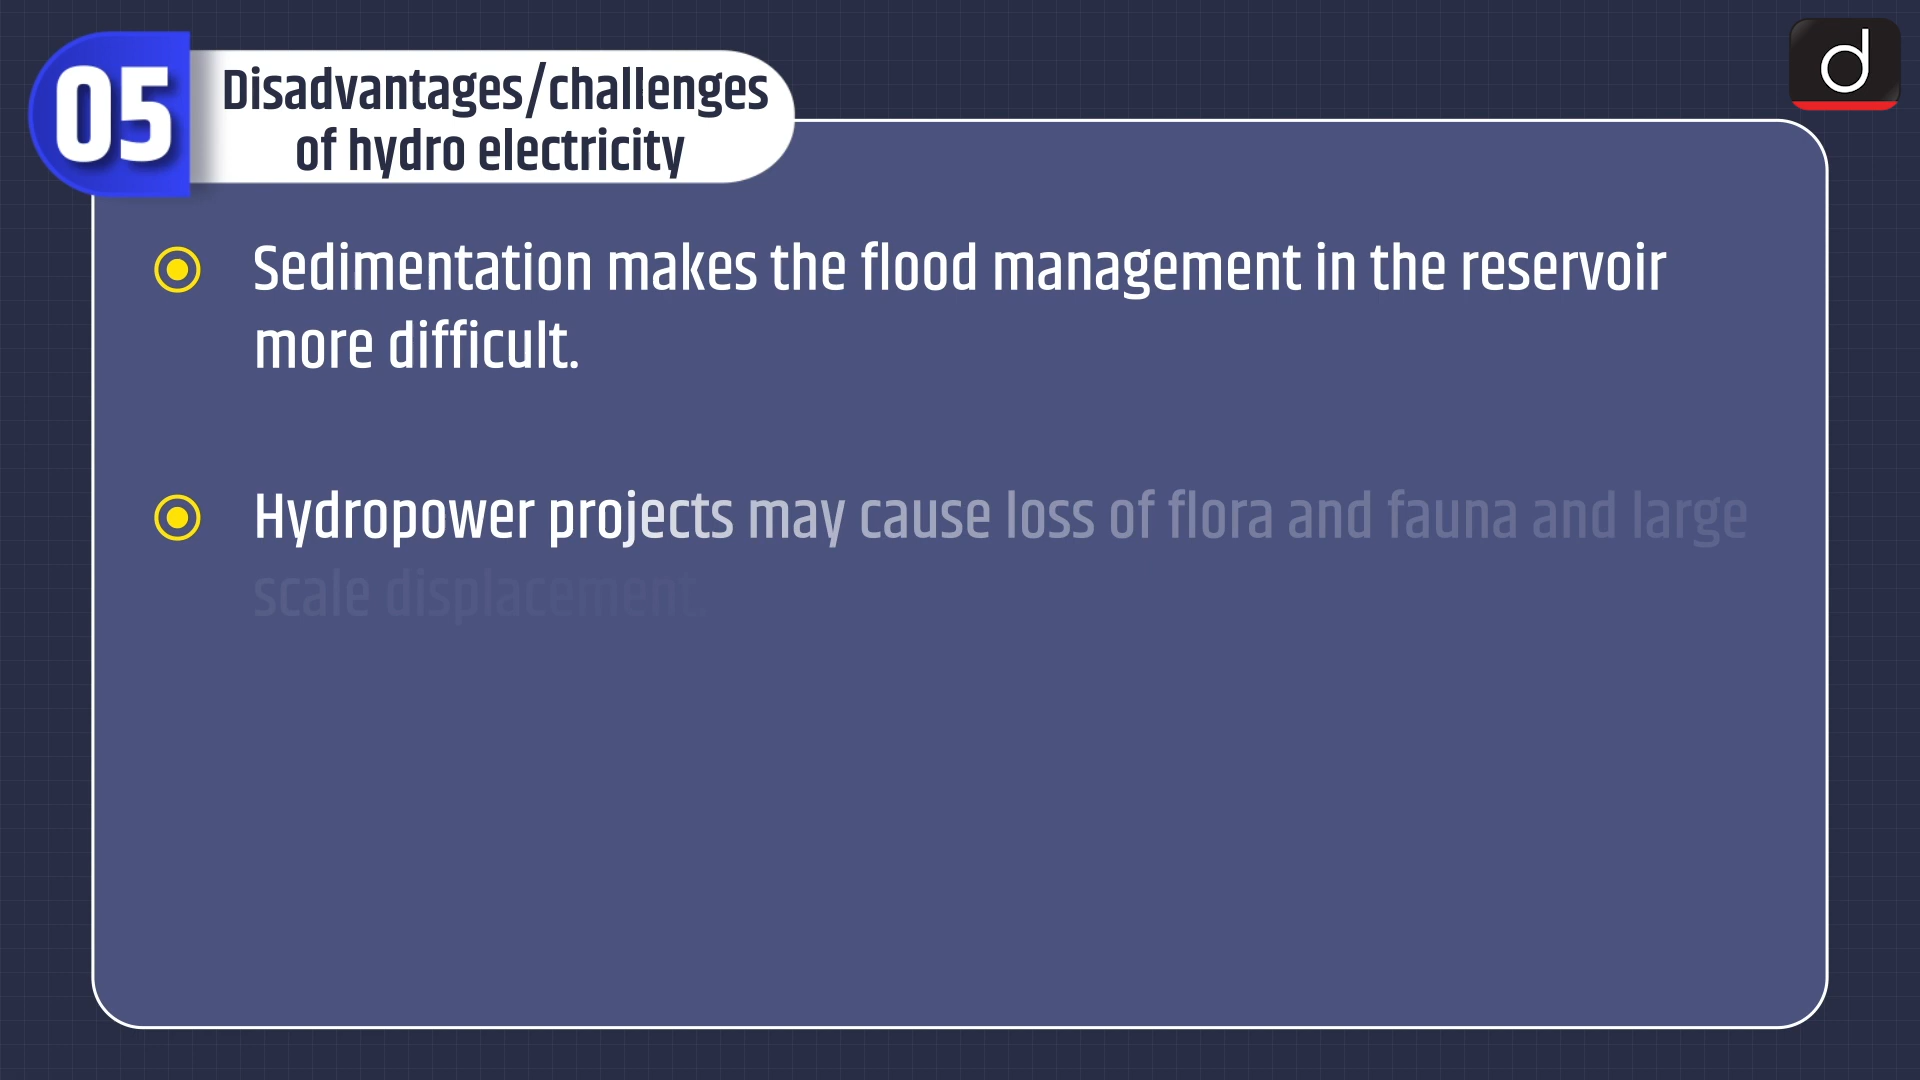 05
Disadvantages/challenges
of hydro electricity
d
Sedimentation makes the flood management in the reservoir
more difficult.
Hydropower projects may cause loss of flora and fauna and large
scale displacement.